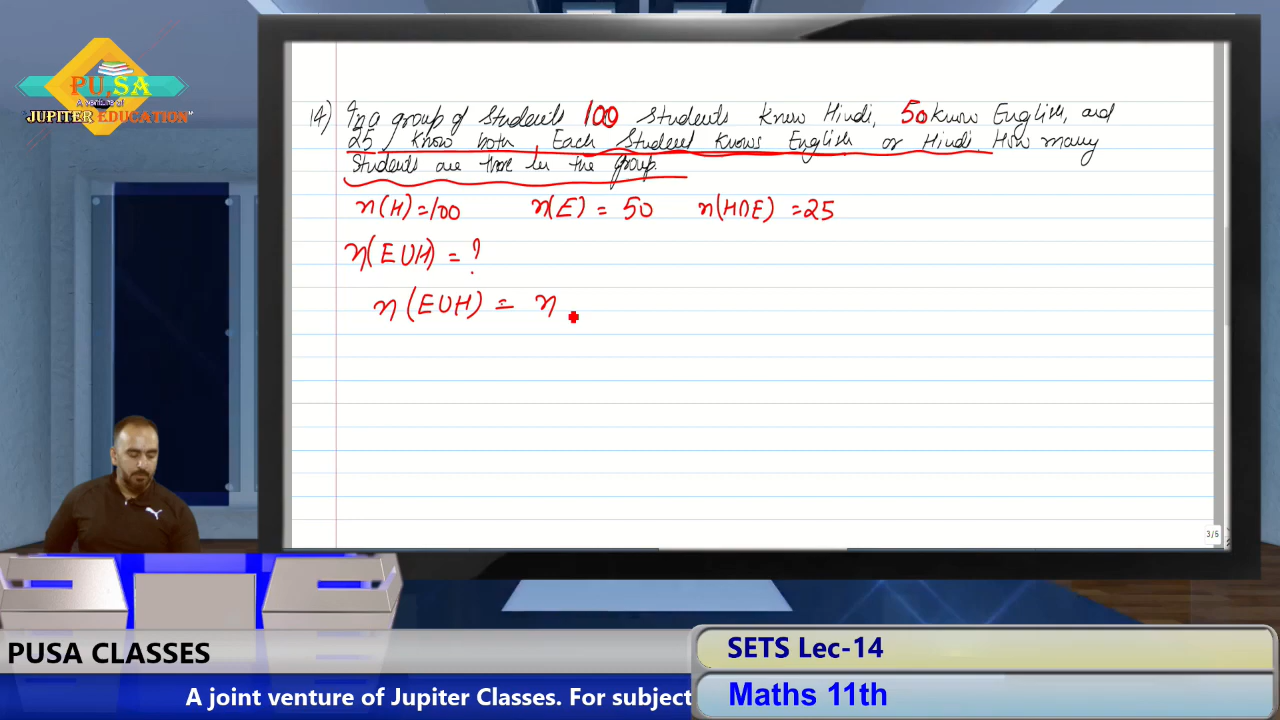 PU,SA
A venture of
"JUPITER EDUCATION"
14) In a group of students 100 students know Hindi, 50 know English, and
25 know both, Each student knows English or Hindi. How many
students are there in the group.
n(H)=100 n(E) = 50 n(H∩E) =25
n(E∪H) = ?
n(E∪H) = n
3/5
PUSA CLASSES
SETS Lec-14
A joint venture of Jupiter Classes. For subject
Maths 11th